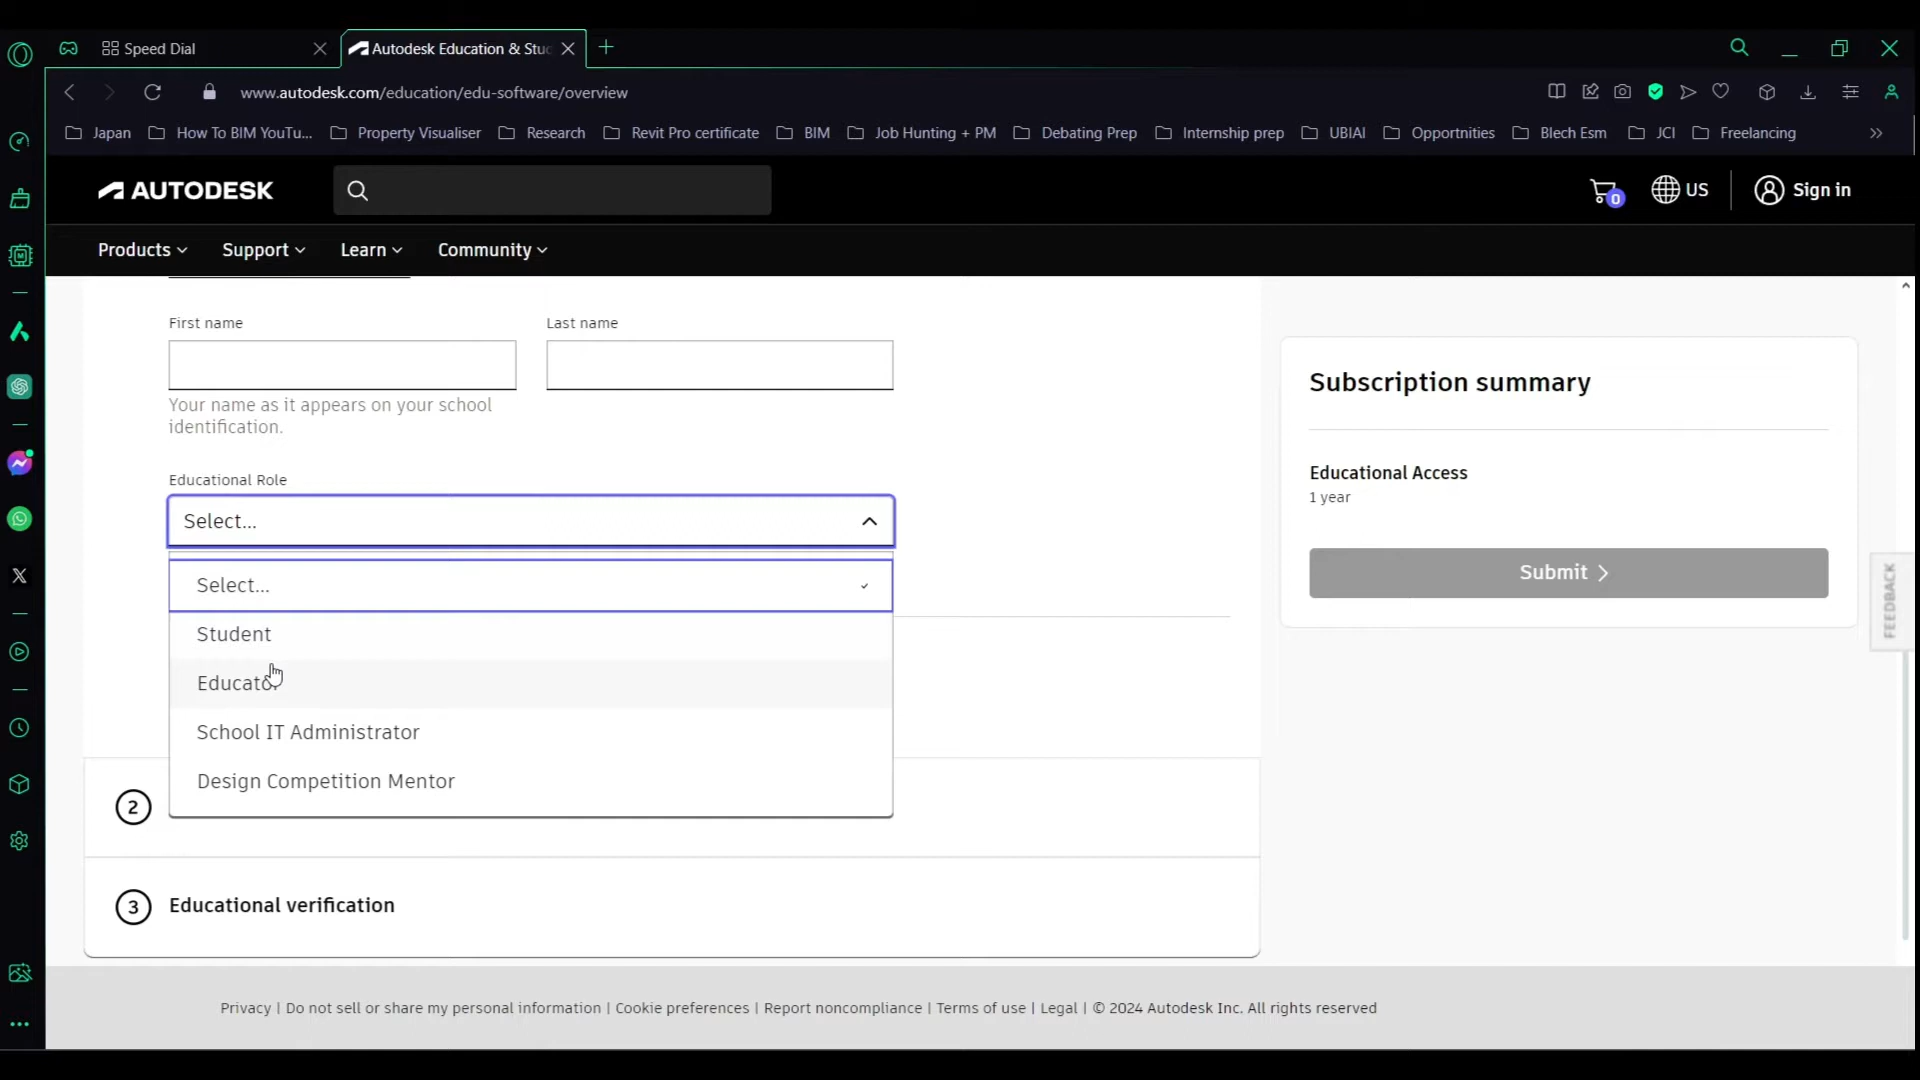 Speed Dial
Autodesk Education & Stu
www.autodesk.com/education/edu-software/overview
Japan
How To BIM YouTu...
Property Visualiser
Research
Revit Pro certificate
BIM
Job Hunting + PM
Debating Prep
Internship prep
UBIAI
Opportnities
Blech Esm
JCI
Freelancing
AUTODESK
0
US
Sign in
Products
Support
Learn
Community
First name
Last name
Your name as it appears on your school
identification.
Educational Role
Select...
Select...
Student
Educator
School IT Administrator
Design Competition Mentor
2
3
Educational verification
Subscription summary
Educational Access
1 year
Submit
FEEDBACK
Privacy | Do not sell or share my personal information | Cookie preferences | Report noncompliance | Terms of use | Legal | © 2024 Autodesk Inc. All rights reserved